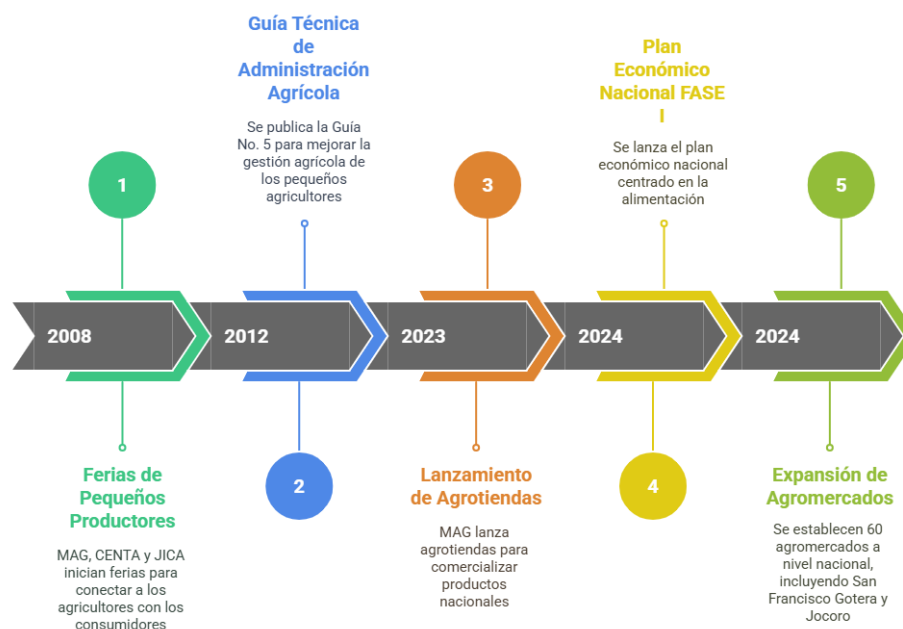 Guía Técnica
de
Administración
Agrícola
Se publica la Guía
No. 5 para mejorar la
gestión agrícola de
los pequeños
agricultores
Plan
Económico
Nacional FASE
I
Se lanza el plan
económico nacional
centrado en la
alimentación
1
3
5
2008
2012
2023
2024
2024
2
4
Ferias de
Pequeños
Productores
MAG, CENTA y JICA
inician ferias para
conectar a los
agricultores con los
consumidores
Lanzamiento
de Agrotiendas
MAG lanza
agrotiendas para
comercializar
productos
nacionales
Expansión de
Agromercados
Se establecen 60
agromercados a
nivel nacional,
incluyendo San
Francisco Gotera y
Jocoro